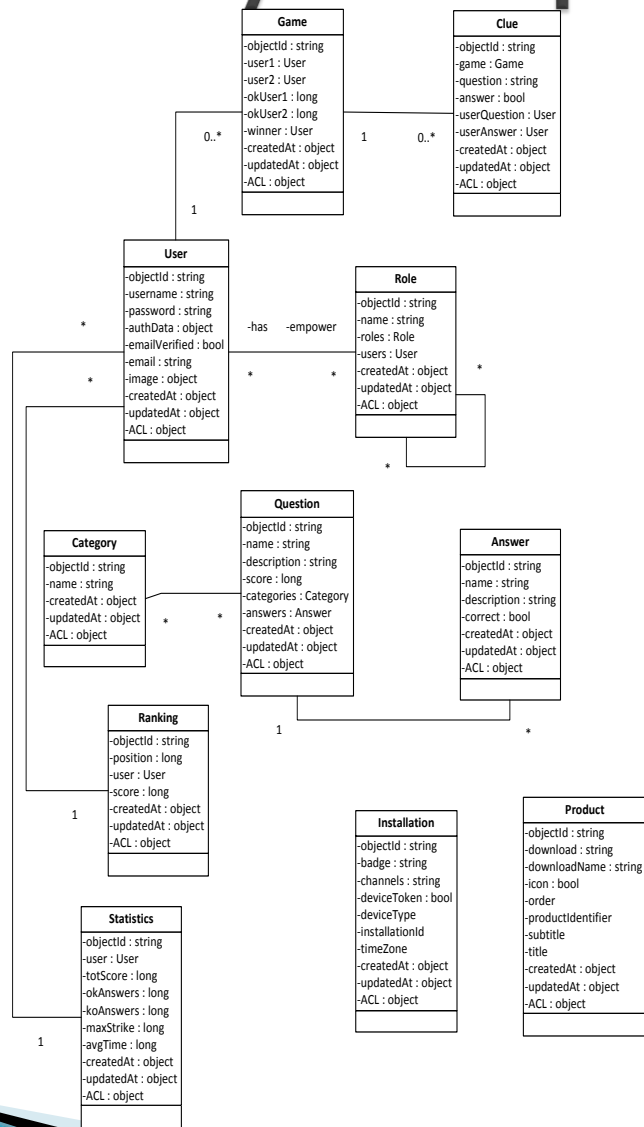 Game
-objectId : string
-user1 : User
-user2 : User
-okUser1 : long
-okUser2 : long
-winner : User
-createdAt : object
-updatedAt : object
-ACL : object
Clue
-objectId : string
-game : Game
-question : string
-answer : bool
-userQuestion : User
-userAnswer : User
-createdAt : object
-updatedAt : object
-ACL : object
0..*
1
0..*
1
User
-objectId : string
-username : string
-password : string
-authData : object
-emailVerified : bool
-email : string
-image : object
-createdAt : object
-updatedAt : object
-ACL : object
*
*
-has
-empower
*
*
Role
-objectId : string
-name : string
-roles : Role
-users : User
-createdAt : object
-updatedAt : object
-ACL : object
*
*
Category
-objectId : string
-name : string
-createdAt : object
-updatedAt : object
-ACL : object
*
*
Question
-objectId : string
-name : string
-description : string
-score : long
-categories : Category
-answers : Answer
-createdAt : object
-updatedAt : object
-ACL : object
Answer
-objectId : string
-name : string
-description : string
-correct : bool
-createdAt : object
-updatedAt : object
-ACL : object
1
*
Ranking
-objectId : string
-position : long
-user : User
-score : long
-createdAt : object
-updatedAt : object
-ACL : object
1
Installation
-objectId : string
-badge : string
-channels : string
-deviceToken : bool
-deviceType
-installationId
-timeZone
-createdAt : object
-updatedAt : object
-ACL : object
Product
-objectId : string
-download : string
-downloadName : string
-icon : bool
-order
-productIdentifier
-subtitle
-title
-createdAt : object
-updatedAt : object
-ACL : object
Statistics
-objectId : string
-user : User
-totScore : long
-okAnswers : long
-koAnswers : long
-maxStrike : long
-avgTime : long
-createdAt : object
-updatedAt : object
-ACL : object
1